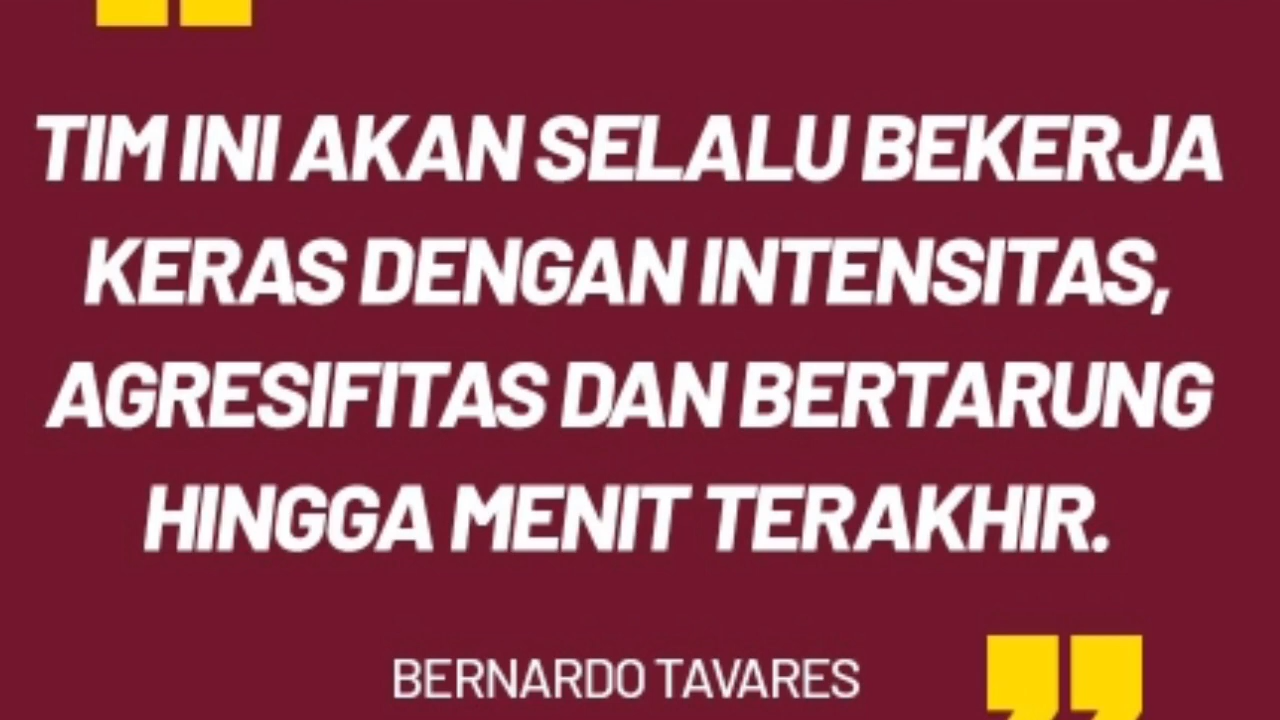 TIM INI AKAN SELALU BEKERJA
KERAS DENGAN INTENSITAS,
AGRESIFITAS DAN BERTARUNG
HINGGA MENIT TERAKHIR.
BERNARDO TAVARES